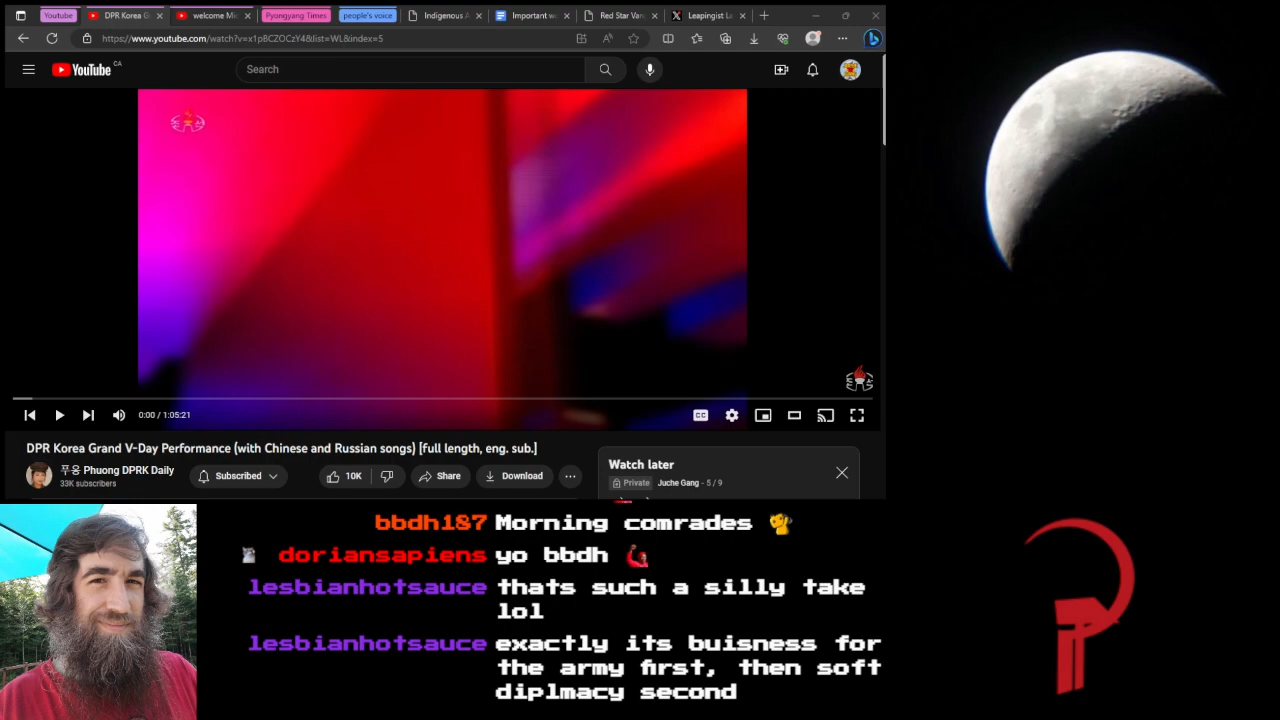 Youtube
DPR Korea G
welcome Mi
Pyongyang Times
people's voice
Indigenous A
Important w
Red Star Van
Leapingist L
https://www.youtube.com/watch?v=x1pBCZOCzY4&list=WL&index=5
YouTube CA
Search
0:00 / 1:05:21
CC
DPR Korea Grand V-Day Performance (with Chinese and Russian songs) [full length, eng. sub.]
푸옹 Phuong DPRK Daily
33K subscribers
Subscribed
10K
Share
Download
Watch later
Private Juche Gang - 5 / 9
bbdh187 Morning comrades
doriansapiens yo bbdh
lesbianhotsauce thats such a silly take
lol
lesbianhotsauce exactly its buisness for
the army first, then soft
diplmacy second